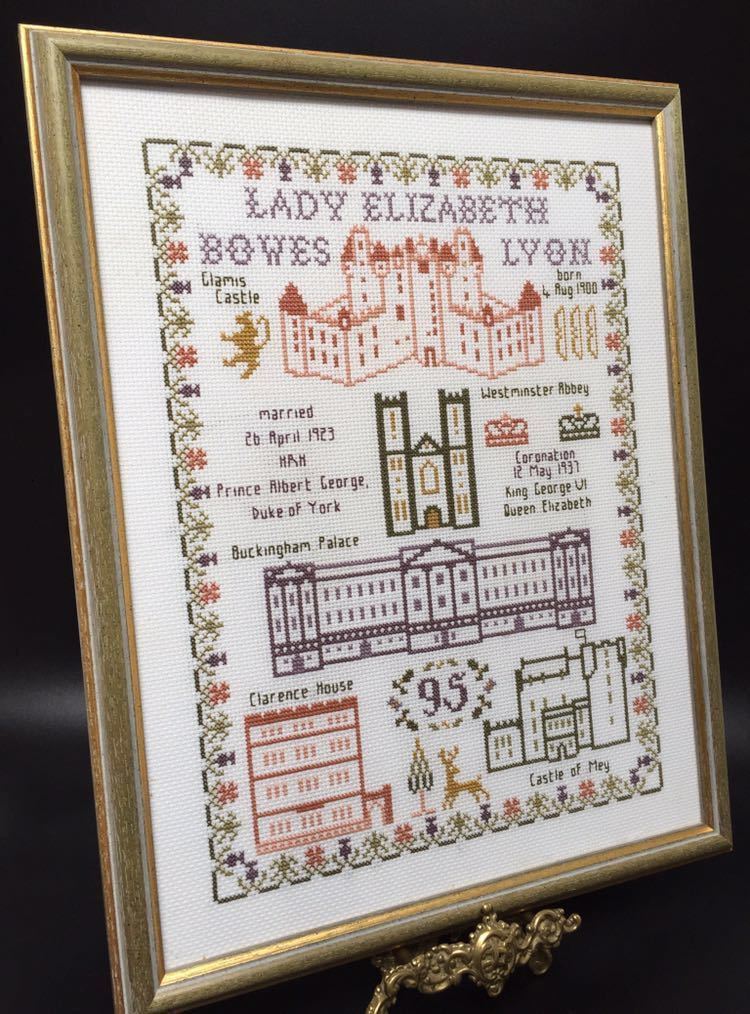 LADY ELIZABETH
BOWES LYON
Glamis
Castle
born
4 Aug 1900
married
26 April 1923
HRH
Prince Albert George,
Duke of York
Westminster Abbey
Coronation
12 May 1937
King George VI
Queen Elizabeth
Buckingham Palace
Clarence House
95
Castle of Mey